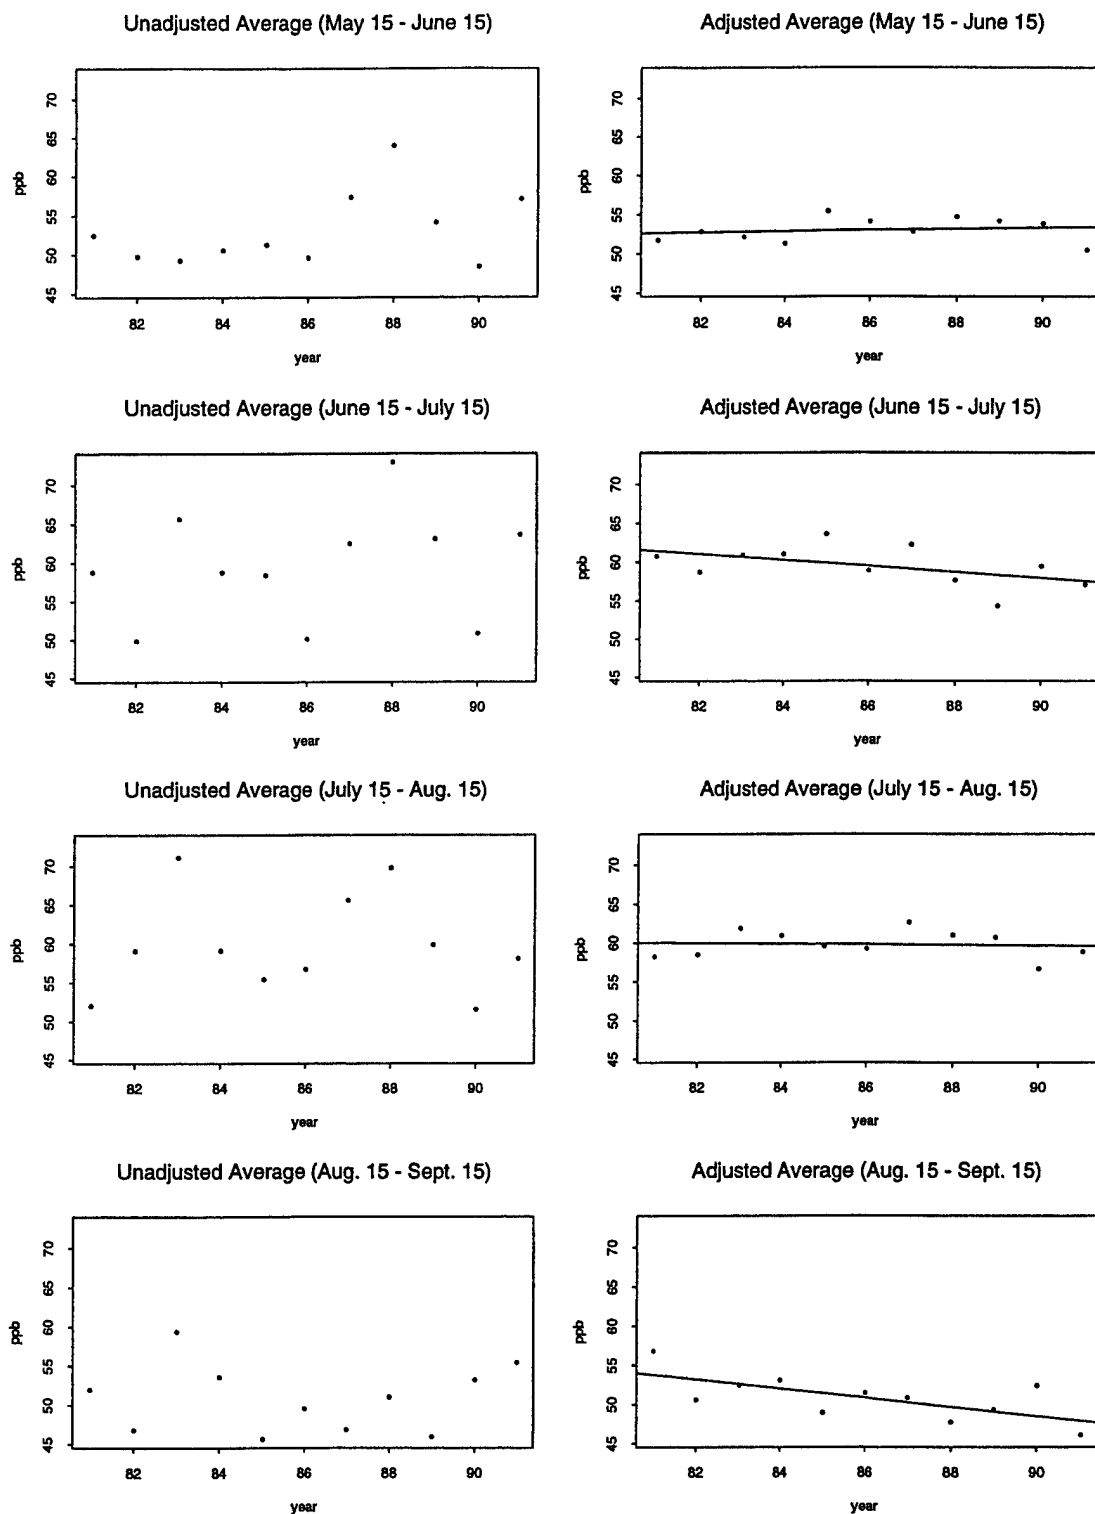 Unadjusted Average (May 15 - June 15)
ppb
70
65
60
55
50
45
82 84 86 88 90
year
Adjusted Average (May 15 - June 15)
ppb
70
65
60
55
50
45
82 84 86 88 90
year
Unadjusted Average (June 15 - July 15)
ppb
70
65
60
55
50
45
82 84 86 88 90
year
Adjusted Average (June 15 - July 15)
ppb
70
65
60
55
50
45
82 84 86 88 90
year
Unadjusted Average (July 15 - Aug. 15)
ppb
70
65
60
55
50
45
82 84 86 88 90
year
Adjusted Average (July 15 - Aug. 15)
ppb
70
65
60
55
50
45
82 84 86 88 90
year
Unadjusted Average (Aug. 15 - Sept. 15)
ppb
70
65
60
55
50
45
82 84 86 88 90
year
Adjusted Average (Aug. 15 - Sept. 15)
ppb
70
65
60
55
50
45
82 84 86 88 90
year